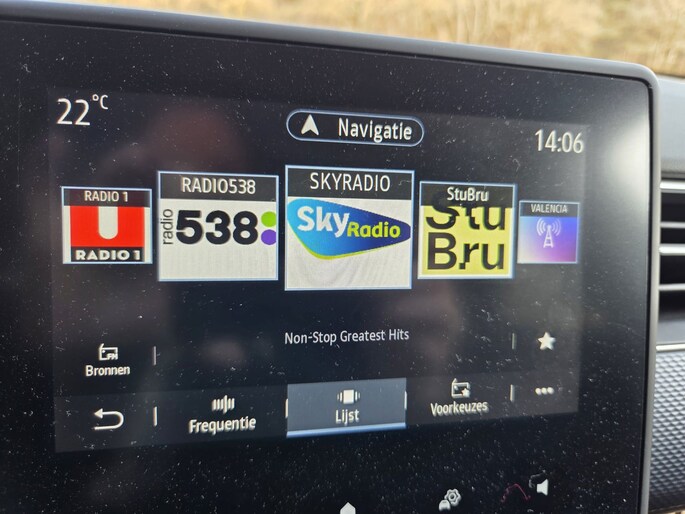 22°C
Navigatie
14:06
RADIO 1
RADIO538
SKYRADIO
StuBru
VALENCIA
RADIO 1
radio
538
Sky Radio
Stu
Bru
Non-Stop Greatest Hits
Bronnen
Frequentie
Lijst
Voorkeuzes